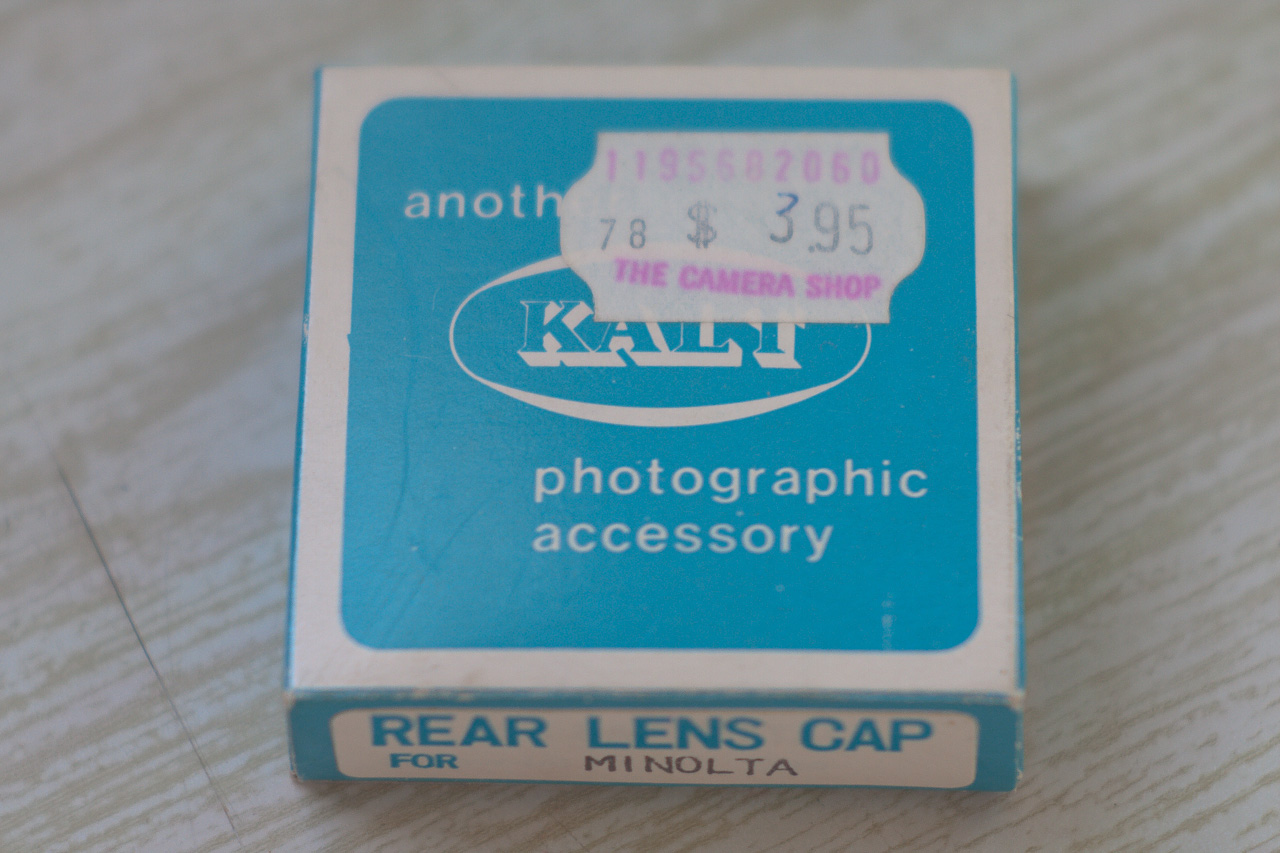 1195682060
78 $ 3.95
THE CAMERA SHOP
KALT
photographic
accessory
REAR LENS CAP
FOR MINOLTA